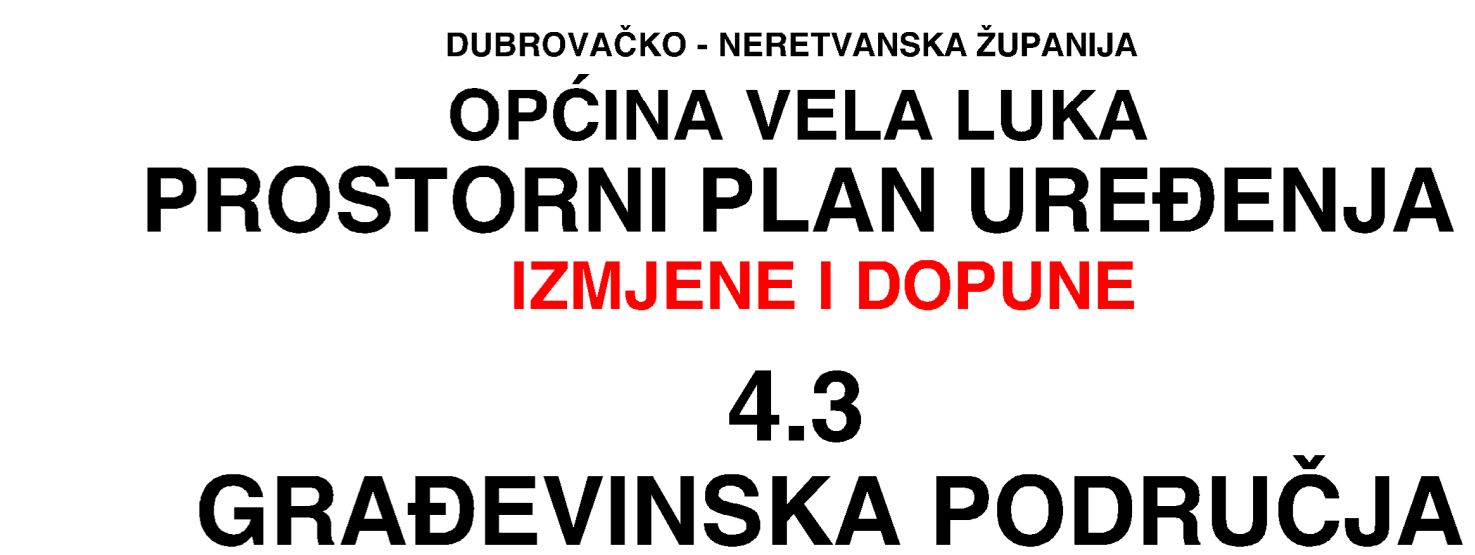 DUBROVAČKO - NERETVANSKA ŽUPANIJA
OPĆINA VELA LUKA
PROSTORNI PLAN UREĐENJA
IZMJENE I DOPUNE
4.3
GRAĐEVINSKA PODRUČJA